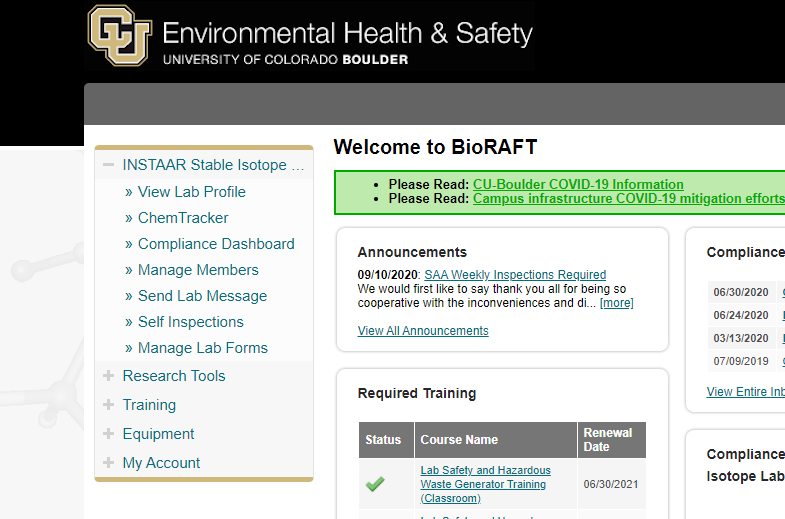 CU
Environmental Health & Safety
UNIVERSITY OF COLORADO BOULDER
INSTAAR Stable Isotope ...
» View Lab Profile
» ChemTracker
» Compliance Dashboard
» Manage Members
» Send Lab Message
» Self Inspections
» Manage Lab Forms
Research Tools
Training
Equipment
My Account
Welcome to BioRAFT
• Please Read: CU-Boulder COVID-19 Information
• Please Read: Campus infrastructure COVID-19 mitigation efforts
Announcements
09/10/2020: SAA Weekly Inspections Required
We would first like to say thank you all for being so
cooperative with the inconveniences and di... [more]
View All Announcements
Required Training
Status Course Name Renewal
Date
Lab Safety and Hazardous
Waste Generator Training
(Classroom)
06/30/2021
Compliance
06/30/2020
06/24/2020
03/13/2020
07/09/2019
View Entire Inb
Compliance
Isotope Lab